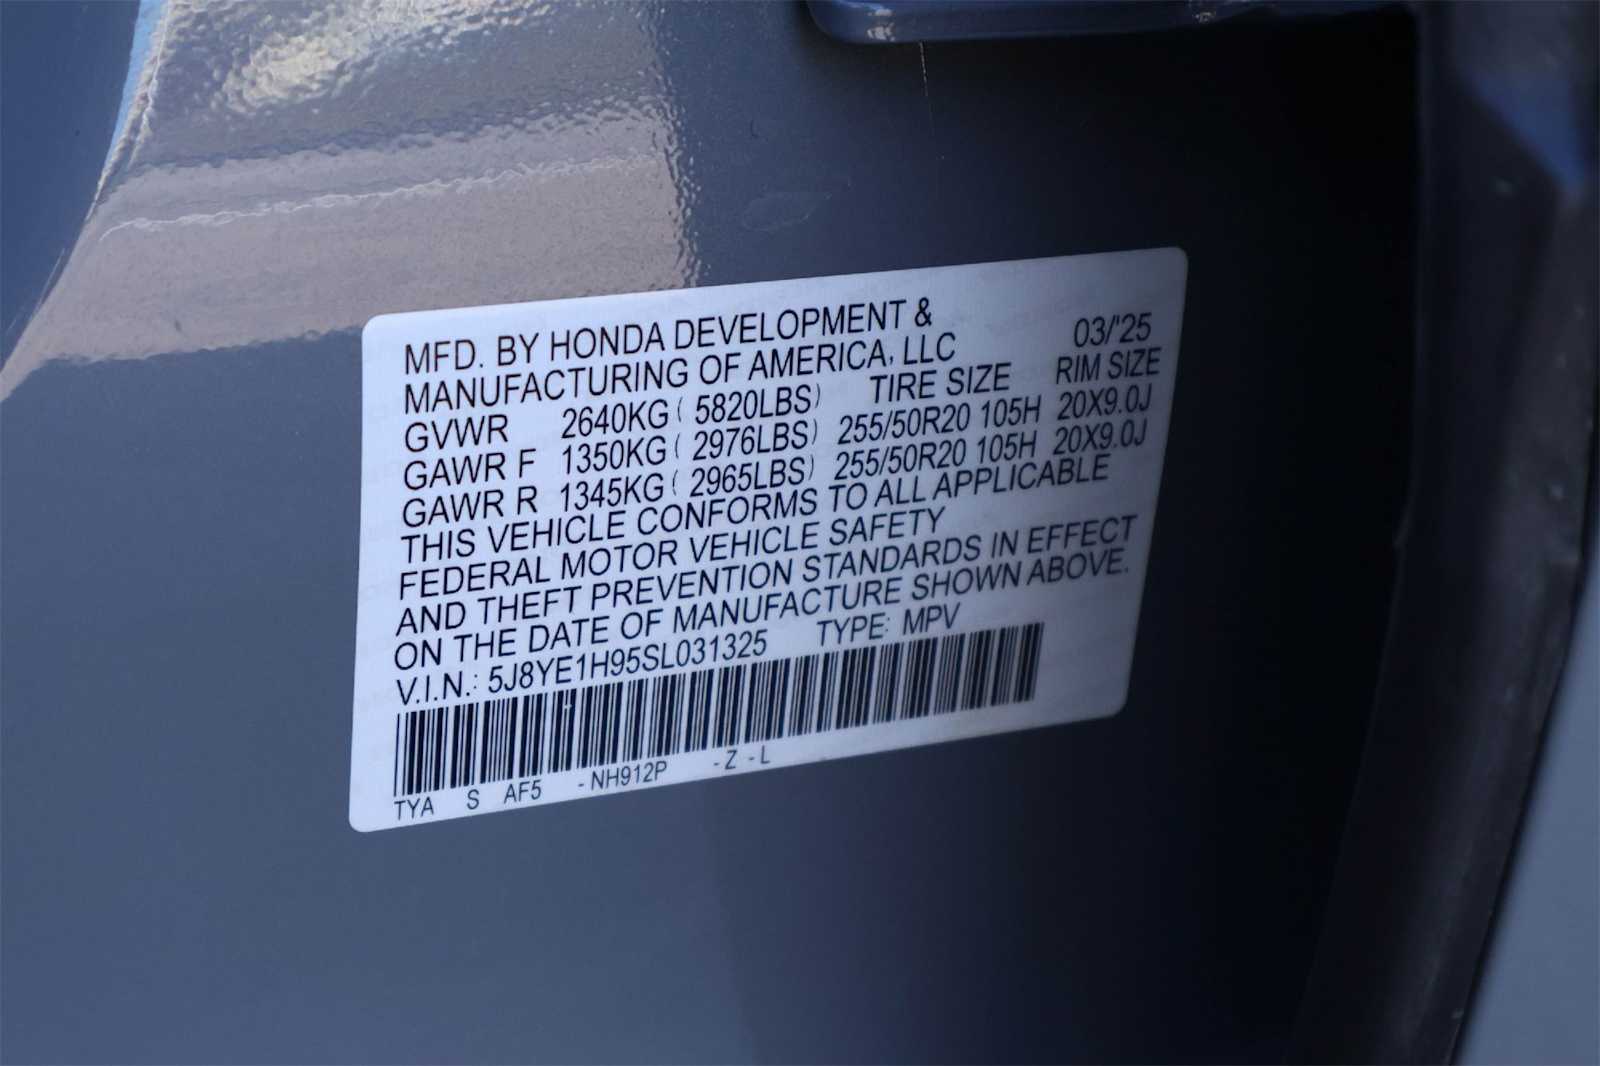 MFD. BY HONDA DEVELOPMENT &
MANUFACTURING OF AMERICA, LLC 03/'25
GVWR 2640KG ( 5820LBS) TIRE SIZE RIM SIZE
GAWR F 1350KG ( 2976LBS) 255/50R20 105H 20X9.0J
GAWR R 1345KG ( 2965LBS) 255/50R20 105H 20X9.0J
THIS VEHICLE CONFORMS TO ALL APPLICABLE
FEDERAL MOTOR VEHICLE SAFETY
AND THEFT PREVENTION STANDARDS IN EFFECT
ON THE DATE OF MANUFACTURE SHOWN ABOVE.
V.I.N.: 5J8YE1H95SL031325 TYPE: MPV
TYA S AF5 -NH912P -Z -L